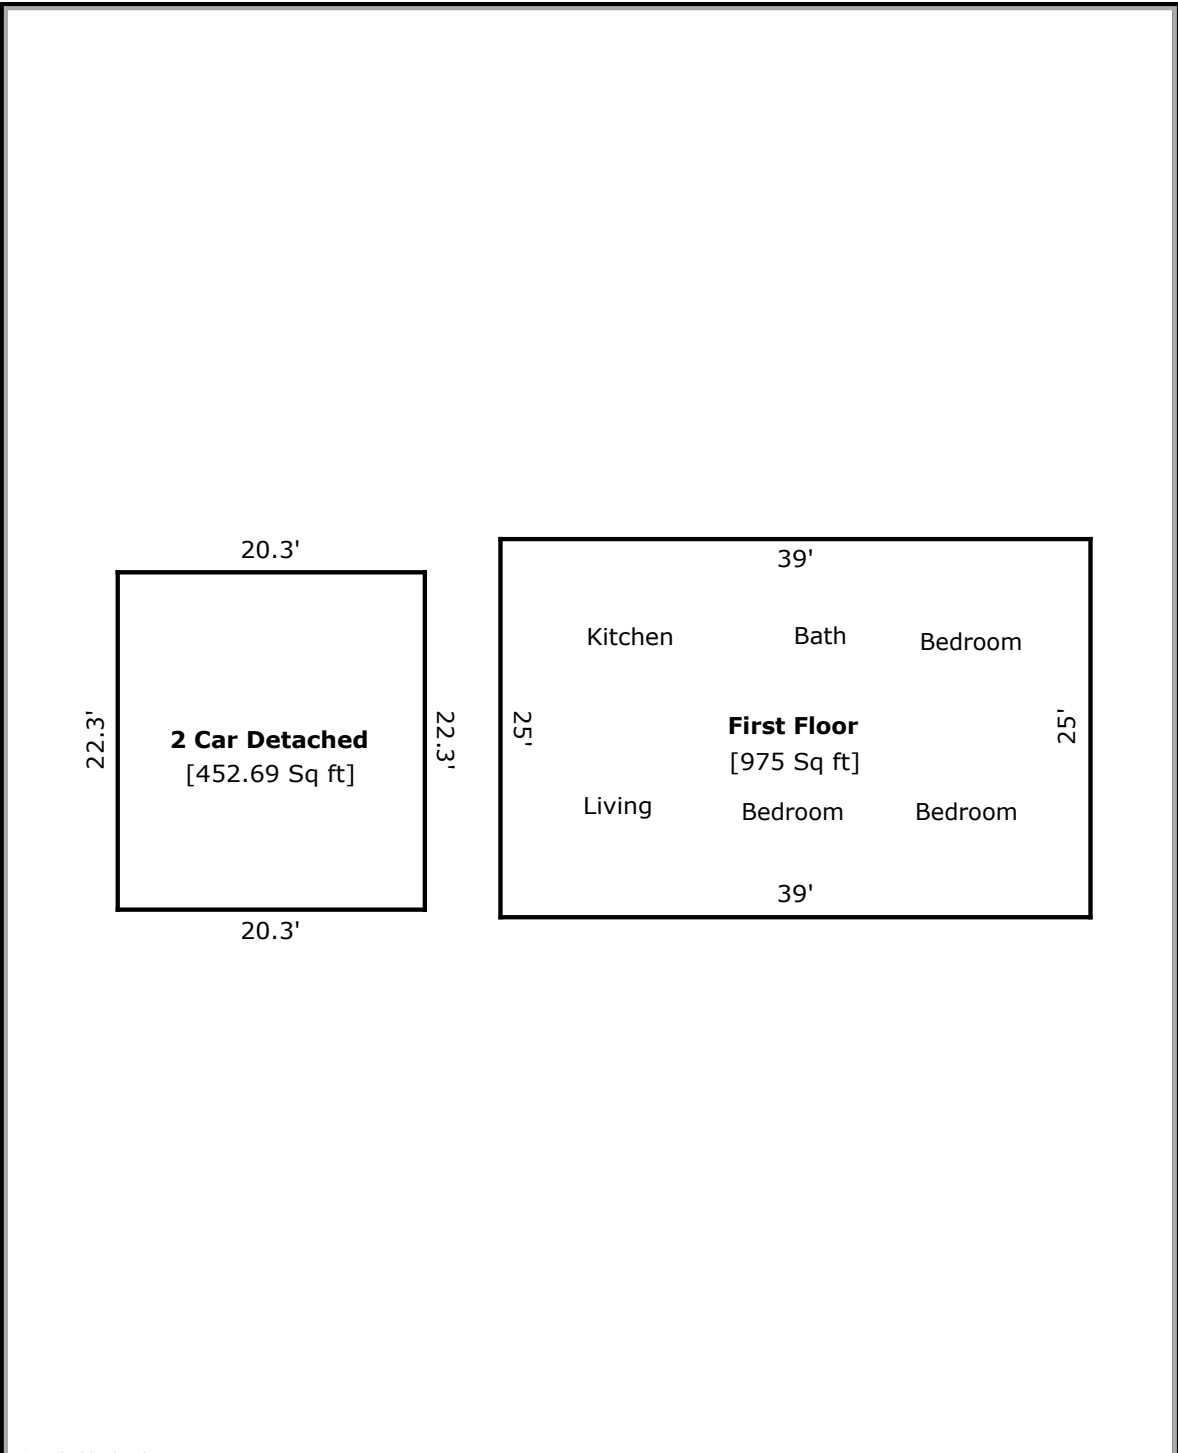 20.3'
22.3'
2 Car Detached
[452.69 Sq ft]
22.3'
20.3'
39'
Kitchen
Bath
Bedroom
25'
First Floor
[975 Sq ft]
25'
Living
Bedroom
Bedroom
39'